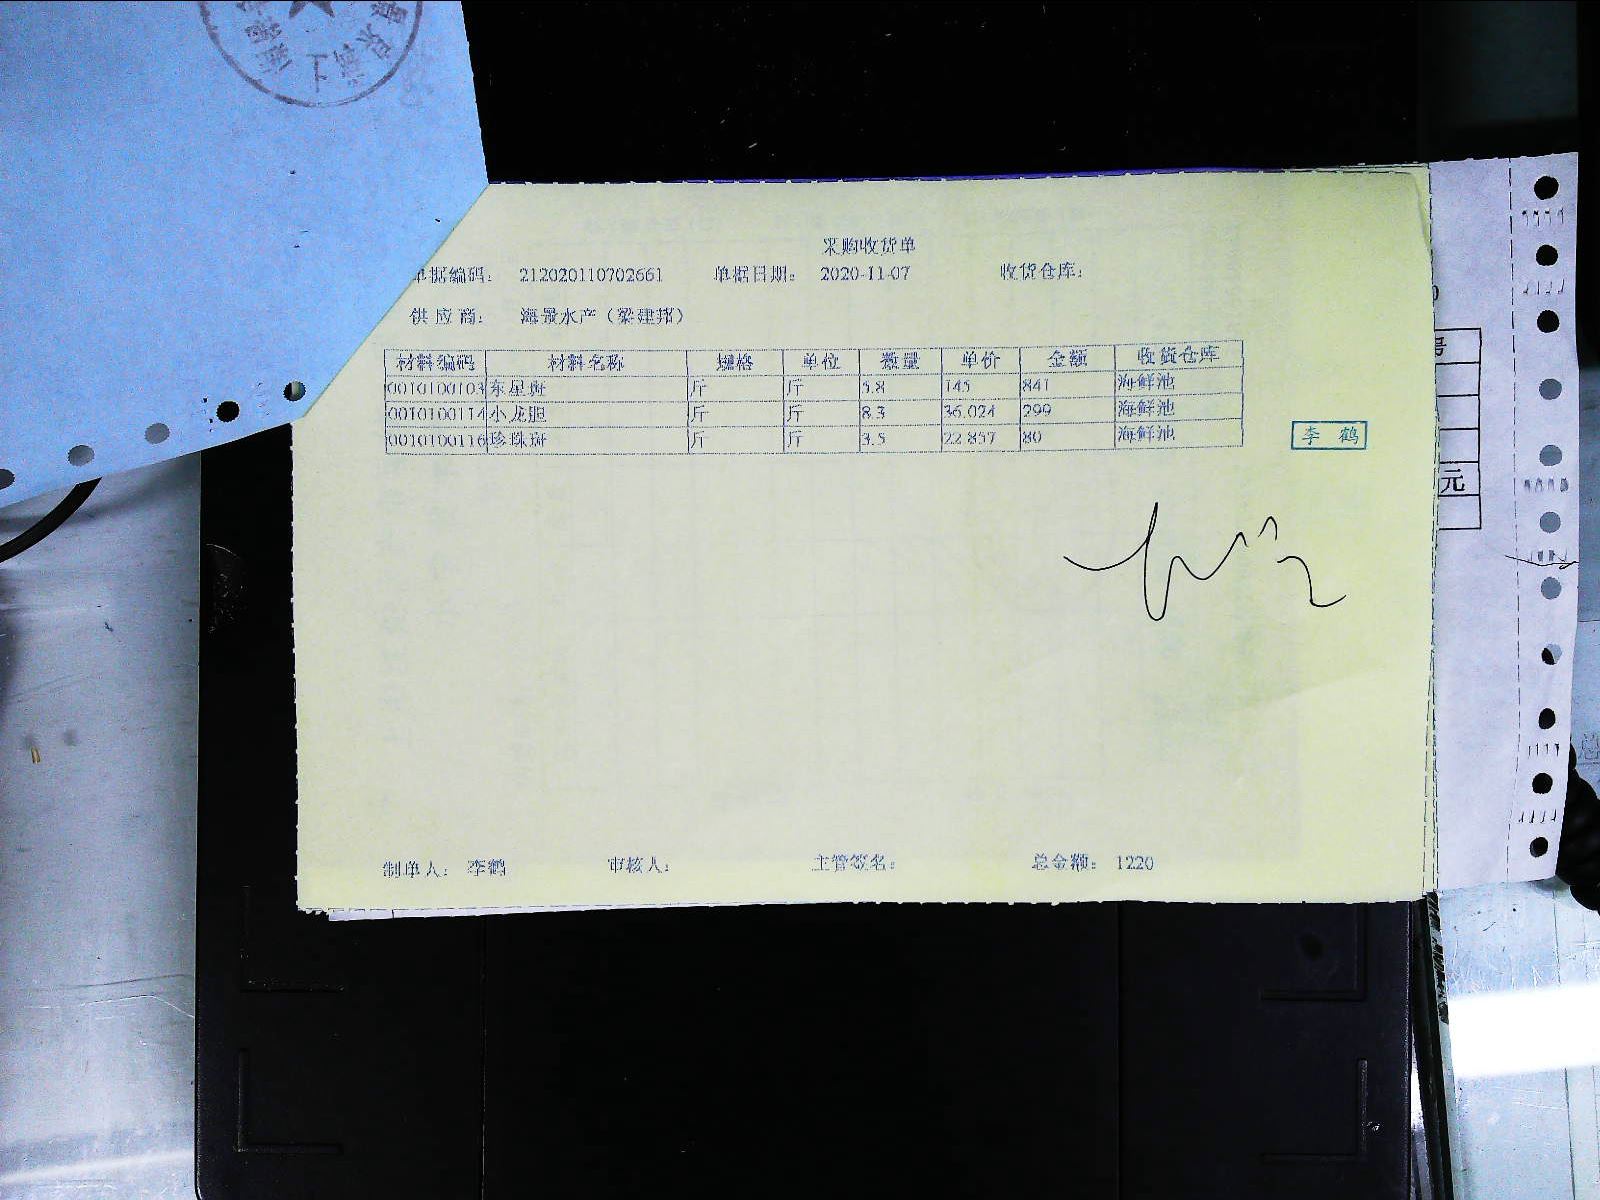 采购收货单
单据编码： 212020110702661 单据日期： 2020-11-07 收货仓库：
供应商： 海景水产（梁建邦）
材料编码 材料名称 规格 单位 数量 单价 金额 收货仓库
0010100103 东星斑 斤 斤 5.8 145 841 海鲜池
0010100114 小龙胆 斤 斤 8.3 36.024 299 海鲜池
0010100116 珍珠斑 斤 斤 3.5 22.857 80 海鲜池
李鹤
元
制单人： 李鹤 审核人： 主管签名： 总金额： 1220